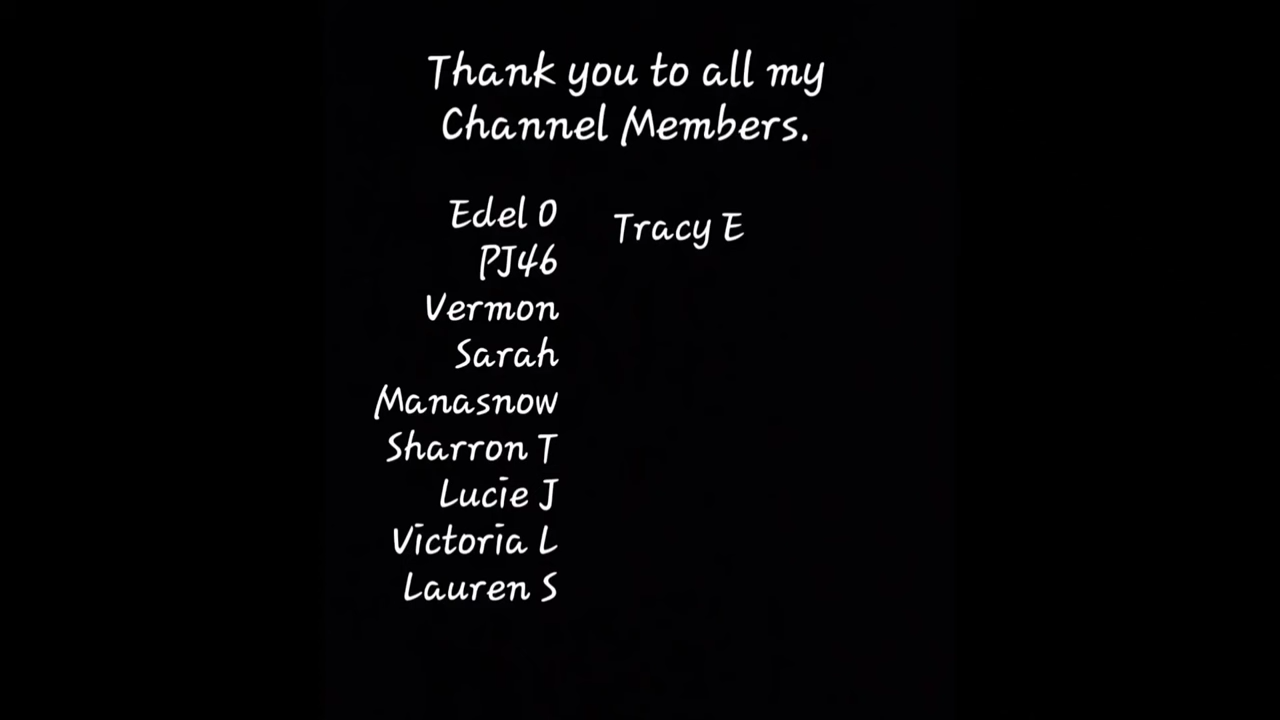 Thank you to all my
Channel Members.
Edel O
PJ46
Vermon
Sarah
Manasnow
Sharron T
Lucie J
Victoria L
Lauren S
Tracy E